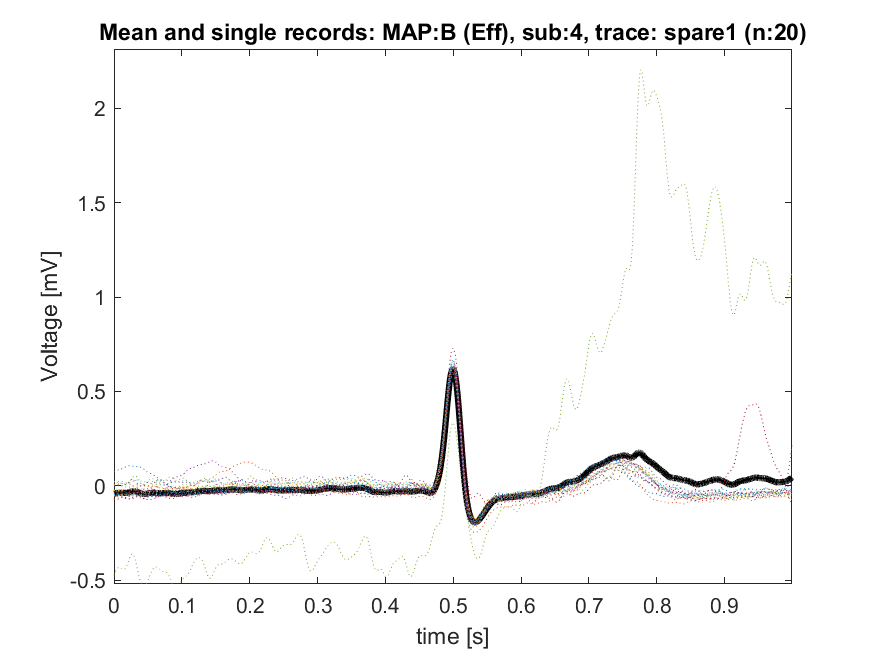 Mean and single records: MAP:B (Eff), sub:4, trace: spare1 (n:20)
Voltage [mV]
2
1.5
1
0.5
0
-0.5
0 0.1 0.2 0.3 0.4 0.5 0.6 0.7 0.8 0.9
time [s]